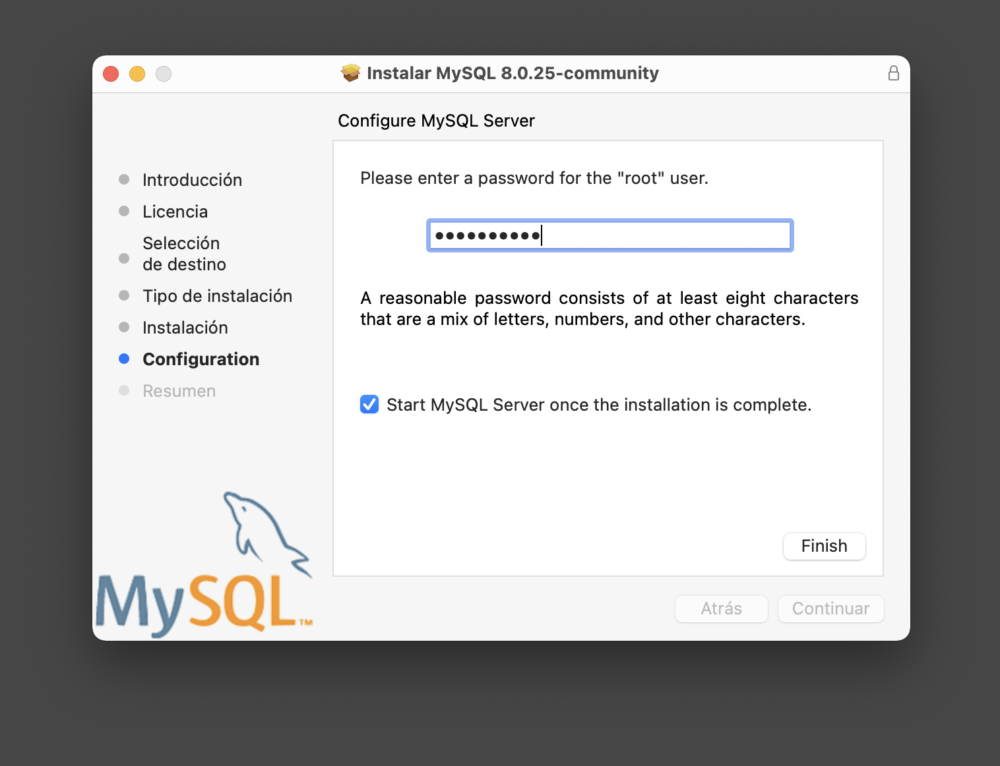 Instalar MySQL 8.0.25-community
Configure MySQL Server
Introducción
Licencia
Selección
de destino
Tipo de instalación
Instalación
Configuration
Resumen
Please enter a password for the "root" user.
••••••••••
A reasonable password consists of at least eight characters
that are a mix of letters, numbers, and other characters.
Start MySQL Server once the installation is complete.
Finish
MySQL™
Atrás
Continuar